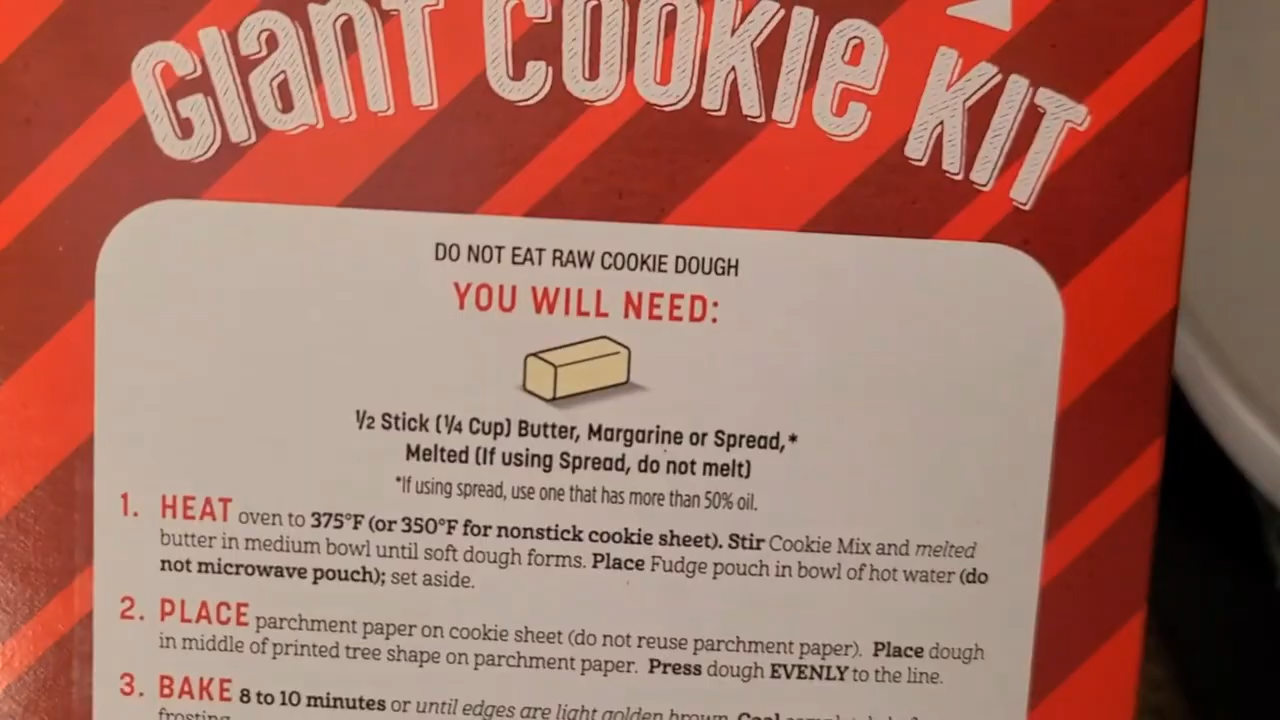 Giant Cookie Kit
DO NOT EAT RAW COOKIE DOUGH
YOU WILL NEED:
½ Stick (¼ Cup) Butter, Margarine or Spread,*
Melted (If using Spread, do not melt)
*If using spread, use one that has more than 50% oil.
1. HEAT oven to 375°F (or 350°F for nonstick cookie sheet). Stir Cookie Mix and melted
butter in medium bowl until soft dough forms. Place Fudge pouch in bowl of hot water (do
not microwave pouch); set aside.
2. PLACE parchment paper on cookie sheet (do not reuse parchment paper). Place dough
in middle of printed tree shape on parchment paper. Press dough EVENLY to the line.
3. BAKE 8 to 10 minutes or until edges are light golden brown. Cool
frosting